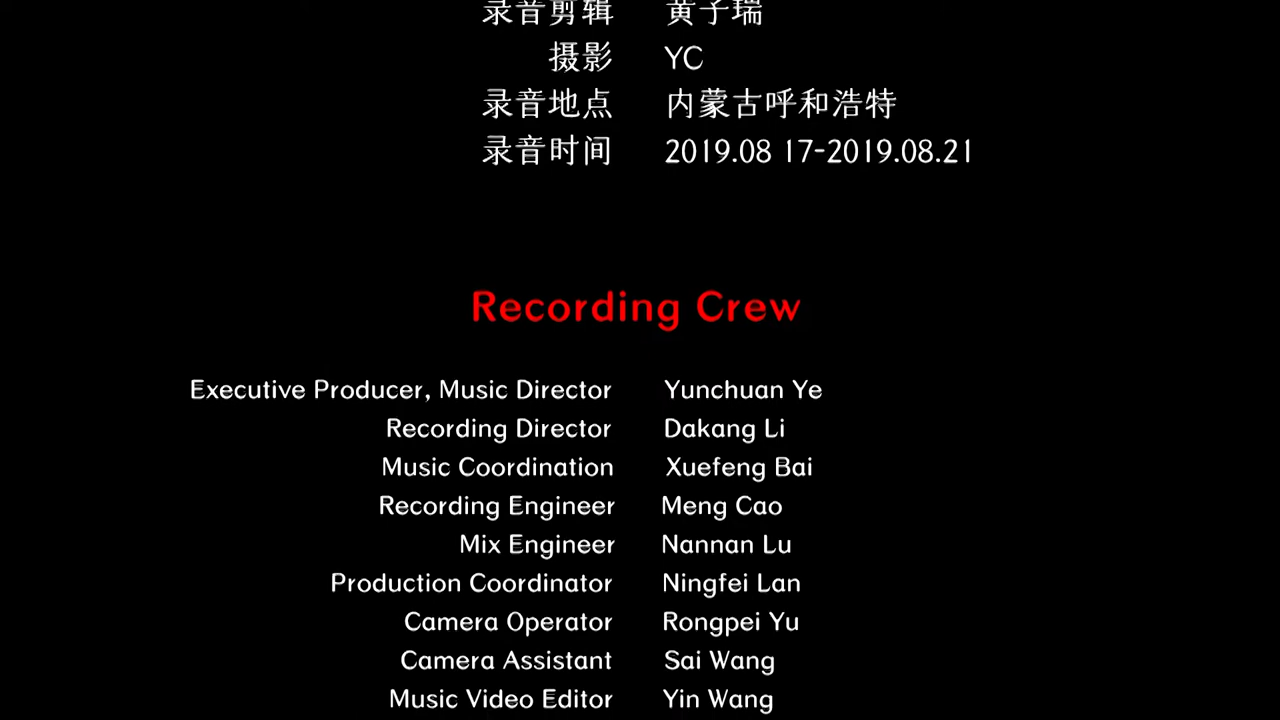 录音剪辑 黄子瑞
摄影 YC
录音地点 内蒙古呼和浩特
录音时间 2019.08 17-2019.08.21
Recording Crew
Executive Producer, Music Director Yunchuan Ye
Recording Director Dakang Li
Music Coordination Xuefeng Bai
Recording Engineer Meng Cao
Mix Engineer Nannan Lu
Production Coordinator Ningfei Lan
Camera Operator Rongpei Yu
Camera Assistant Sai Wang
Music Video Editor Yin Wang